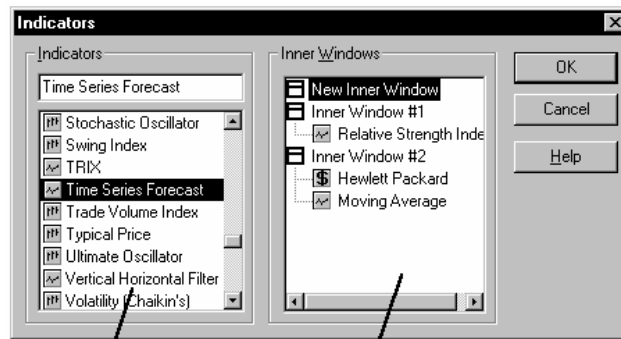 Indicators
Indicators
Time Series Forecast
Stochastic Oscillator
Swing Index
TRIX
Time Series Forecast
Trade Volume Index
Typical Price
Ultimate Oscillator
Vertical Horizontal Filter
Volatility (Chaikin's)
Inner Windows
New Inner Window
Inner Window #1
Relative Strength Inde
Inner Window #2
$ Hewlett Packard
Moving Average
OK
Cancel
Help